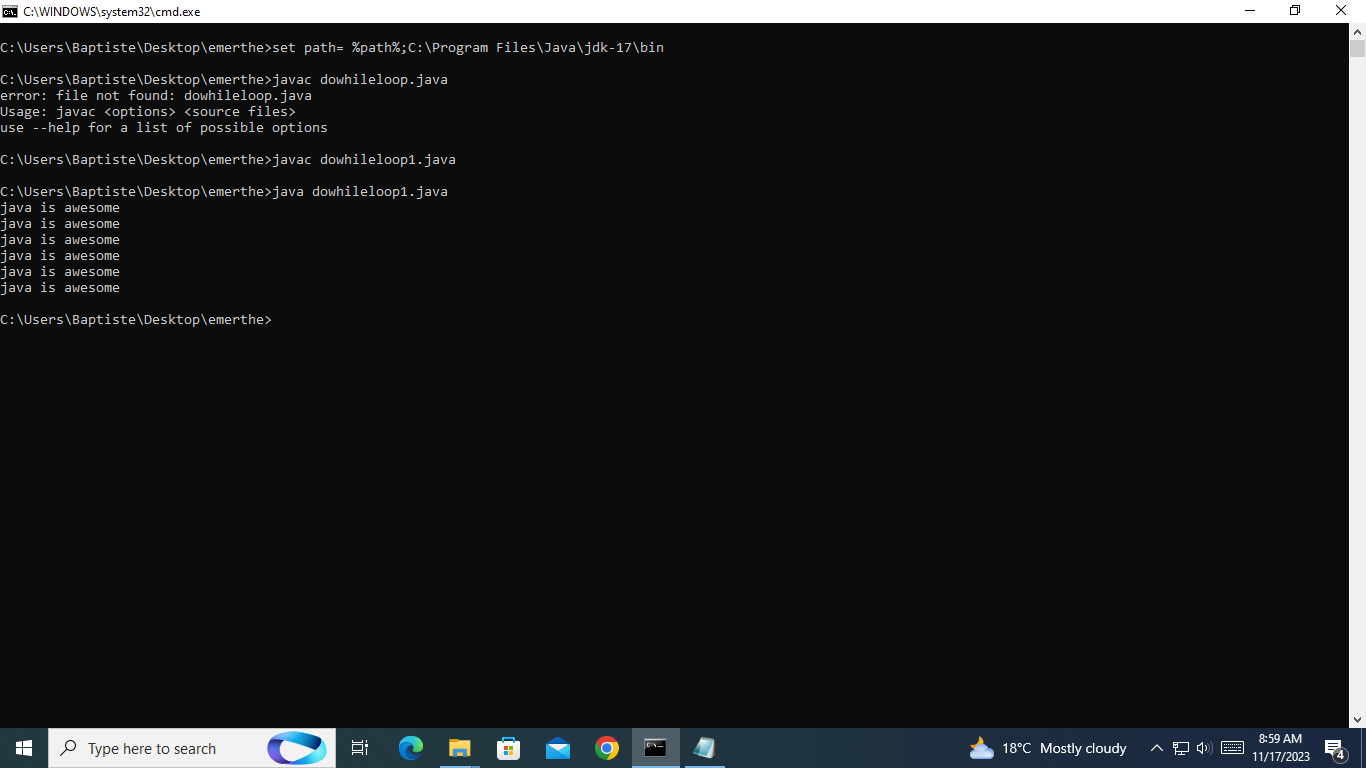 C:\WINDOWS\system32\cmd.exe
C:\Users\Baptiste\Desktop\emerthe>set path= %path%;C:\Program Files\Java\jdk-17\bin
C:\Users\Baptiste\Desktop\emerthe>javac dowhileloop.java
error: file not found: dowhileloop.java
Usage: javac <options> <source files>
use --help for a list of possible options
C:\Users\Baptiste\Desktop\emerthe>javac dowhileloop1.java
C:\Users\Baptiste\Desktop\emerthe>java dowhileloop1.java
java is awesome
java is awesome
java is awesome
java is awesome
java is awesome
java is awesome
C:\Users\Baptiste\Desktop\emerthe>
Type here to search
18°C Mostly cloudy
8:59 AM
11/17/2023
4